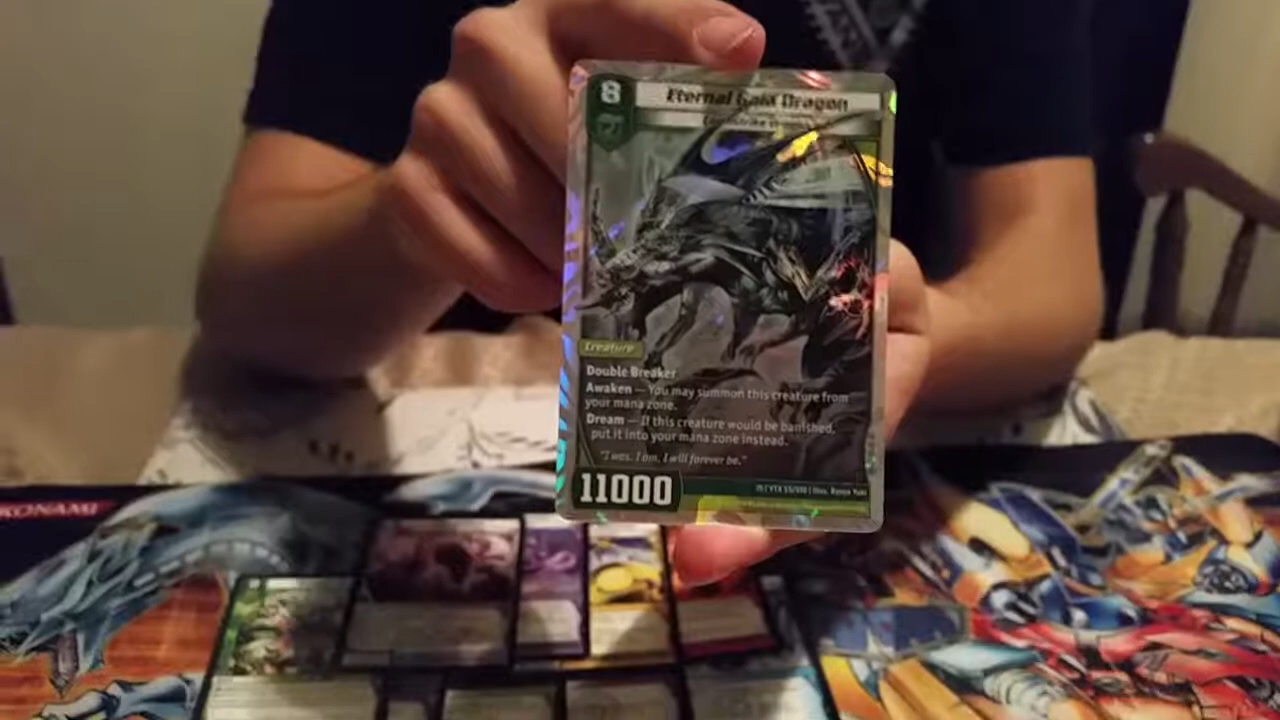 8
Eternal Gaia Dragon
Creature
Double Breaker
Awaken — You may summon this creature from
your mana zone.
Dream — If this creature would be banished,
put it into your mana zone instead.
"I was. I am. I will forever be."
11000
KONAMI